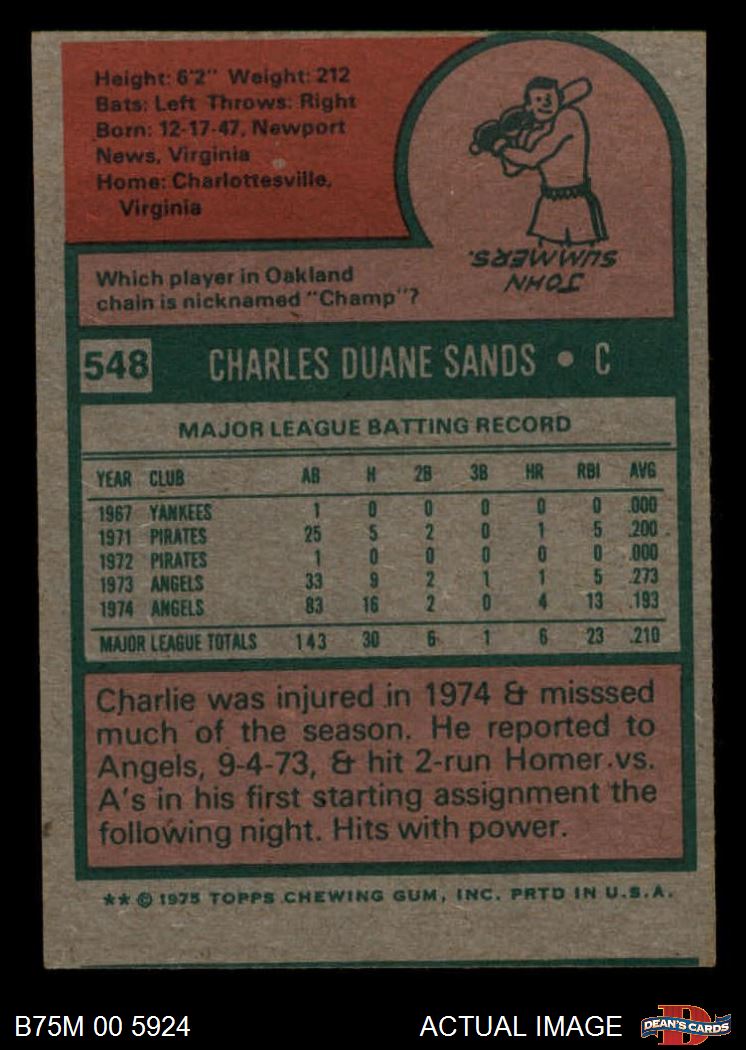 Height: 6'2" Weight: 212
Bats: Left Throws: Right
Born: 12-17-47, Newport
News, Virginia
Home: Charlottesville,
Virginia
Which player in Oakland
chain is nicknamed "Champ"?
JOHN
SUMMERS.
548 CHARLES DUANE SANDS • C
MAJOR LEAGUE BATTING RECORD
YEAR CLUB AB H 2B 3B HR RBI AVG
1967 YANKEES 1 0 0 0 0 0 .000
1971 PIRATES 25 5 2 0 1 5 .200
1972 PIRATES 1 0 0 0 0 0 .000
1973 ANGELS 33 9 2 1 1 5 .273
1974 ANGELS 83 16 2 0 4 13 .193
MAJOR LEAGUE TOTALS 143 30 6 1 6 23 .210
Charlie was injured in 1974 & misssed
much of the season. He reported to
Angels, 9-4-73, & hit 2-run Homer vs.
A's in his first starting assignment the
following night. Hits with power.
** © 1975 TOPPS CHEWING GUM, INC. PRTD IN U.S.A.
B75M 00 5924 ACTUAL IMAGE D DEAN'S CARDS